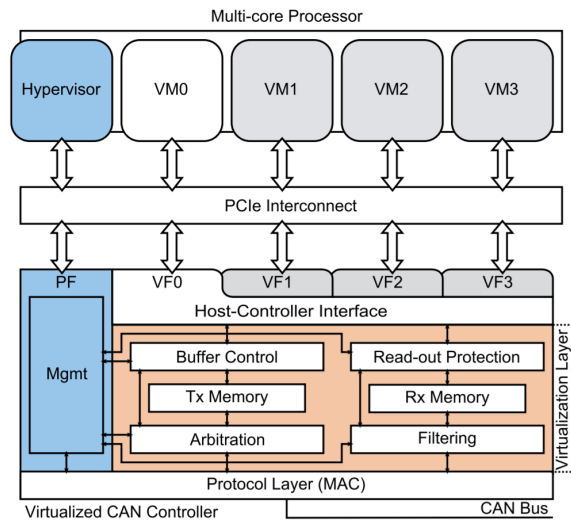 Multi-core Processor
Hypervisor VM0 VM1 VM2 VM3
PCIe Interconnect
PF VF0 VF1 VF2 VF3
Host-Controller Interface
Mgmt
Buffer Control Read-out Protection
Tx Memory Rx Memory
Arbitration Filtering
Virtualization Layer
Protocol Layer (MAC)
Virtualized CAN Controller CAN Bus